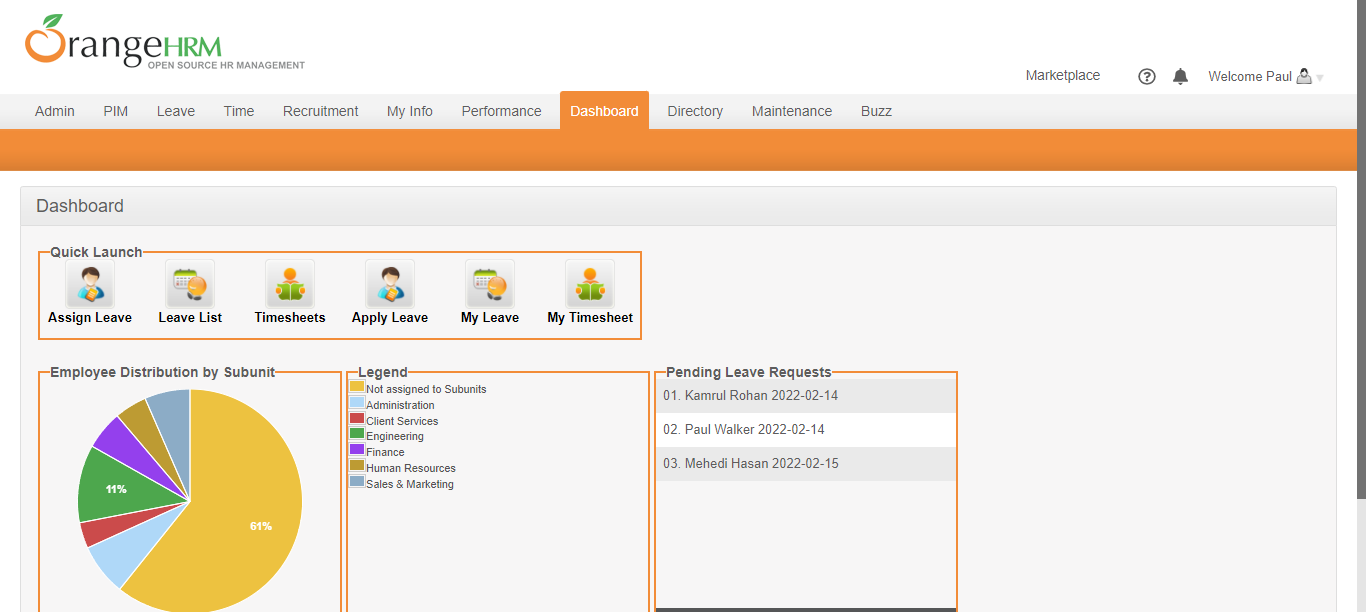 OrangeHRM
OPEN SOURCE HR MANAGEMENT
Marketplace
?
Welcome Paul
Admin PIM Leave Time Recruitment My Info Performance Dashboard Directory Maintenance Buzz
Dashboard
Quick Launch
Assign Leave Leave List Timesheets Apply Leave My Leave My Timesheet
Employee Distribution by Subunit
11%
61%
Legend
Not assigned to Subunits
Administration
Client Services
Engineering
Finance
Human Resources
Sales & Marketing
Pending Leave Requests
01. Kamrul Rohan 2022-02-14
02. Paul Walker 2022-02-14
03. Mehedi Hasan 2022-02-15